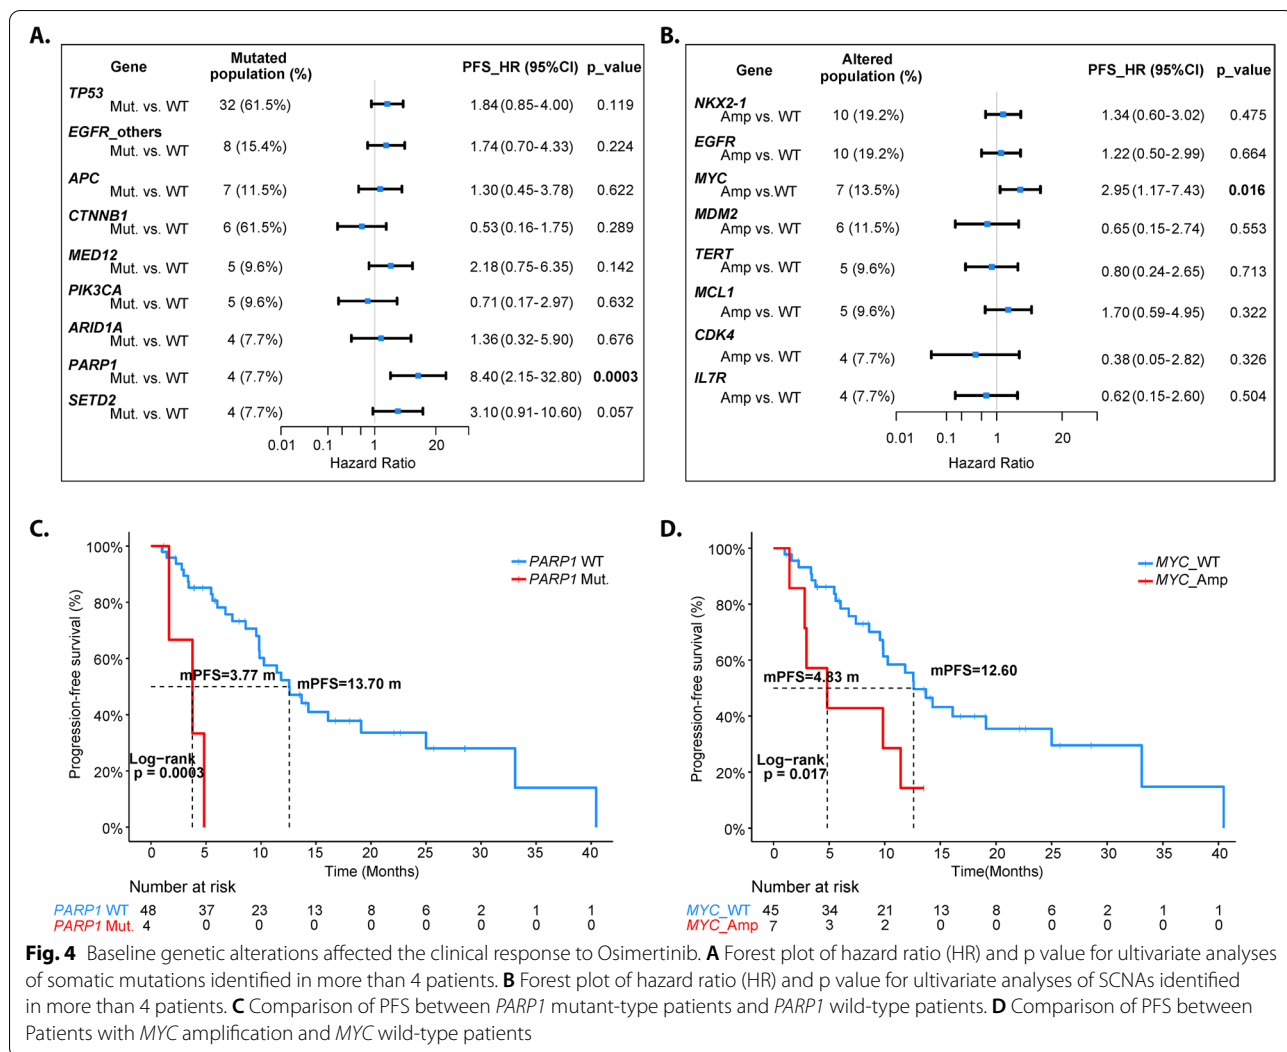 A.
Gene Mutated population (%) PFS_HR (95%CI) p_value
TP53
Mut. vs. WT 32 (61.5%) 1.84 (0.85-4.00) 0.119
EGFR_others
Mut. vs. WT 8 (15.4%) 1.74 (0.70-4.33) 0.224
APC
Mut. vs. WT 7 (11.5%) 1.30 (0.45-3.78) 0.622
CTNNB1
Mut. vs. WT 6 (61.5%) 0.53 (0.16-1.75) 0.289
MED12
Mut. vs. WT 5 (9.6%) 2.18 (0.75-6.35) 0.142
PIK3CA
Mut. vs. WT 5 (9.6%) 0.71 (0.17-2.97) 0.632
ARID1A
Mut. vs. WT 4 (7.7%) 1.36 (0.32-5.90) 0.676
PARP1
Mut. vs. WT 4 (7.7%) 8.40 (2.15-32.80) 0.0003
SETD2
Mut. vs. WT 4 (7.7%) 3.10 (0.91-10.60) 0.057
0.01 0.1 1 20
Hazard Ratio
B.
Gene Altered population (%) PFS_HR (95%CI) p_value
NKX2-1
Amp vs. WT 10 (19.2%) 1.34 (0.60-3.02) 0.475
EGFR
Amp vs. WT 10 (19.2%) 1.22 (0.50-2.99) 0.664
MYC
Amp vs.WT 7 (13.5%) 2.95 (1.17-7.43) 0.016
MDM2
Amp vs. WT 6 (11.5%) 0.65 (0.15-2.74) 0.553
TERT
Amp vs. WT 5 (9.6%) 0.80 (0.24-2.65) 0.713
MCL1
Amp vs. WT 5 (9.6%) 1.70 (0.59-4.95) 0.322
CDK4
Amp vs. WT 4 (7.7%) 0.38 (0.05-2.82) 0.326
IL7R
Amp vs. WT 4 (7.7%) 0.62 (0.15-2.60) 0.504
0.01 0.1 1 20
Hazard Ratio
C.
Progression-free survival (%)
100%
80%
60%
40%
20%
0%
PARP1 WT
PARP1 Mut.
mPFS=3.77 m
mPFS=13.70 m
Log-rank
p = 0.0003
0 5 10 15 20 25 30 35 40
Time (Months)
Number at risk
PARP1 WT 48 37 23 13 8 6 2 1 1
PARP1 Mut. 4 0 0 0 0 0 0 0 0
D.
Progression-free survival (%)
100%
80%
60%
40%
20%
0%
MYC_WT
MYC_Amp
mPFS=4.83 m
mPFS=12.60
Log-rank
p = 0.017
0 5 10 15 20 25 30 35 40
Time(Months)
Number at risk
MYC_WT 45 34 21 13 8 6 2 1 1
MYC_Amp 7 3 2 0 0 0 0 0 0
Fig. 4 Baseline genetic alterations affected the clinical response to Osimertinib. A Forest plot of hazard ratio (HR) and p value for ultivariate analyses
of somatic mutations identified in more than 4 patients. B Forest plot of hazard ratio (HR) and p value for ultivariate analyses of SCNAs identified
in more than 4 patients. C Comparison of PFS between PARP1 mutant-type patients and PARP1 wild-type patients. D Comparison of PFS between
Patients with MYC amplification and MYC wild-type patients